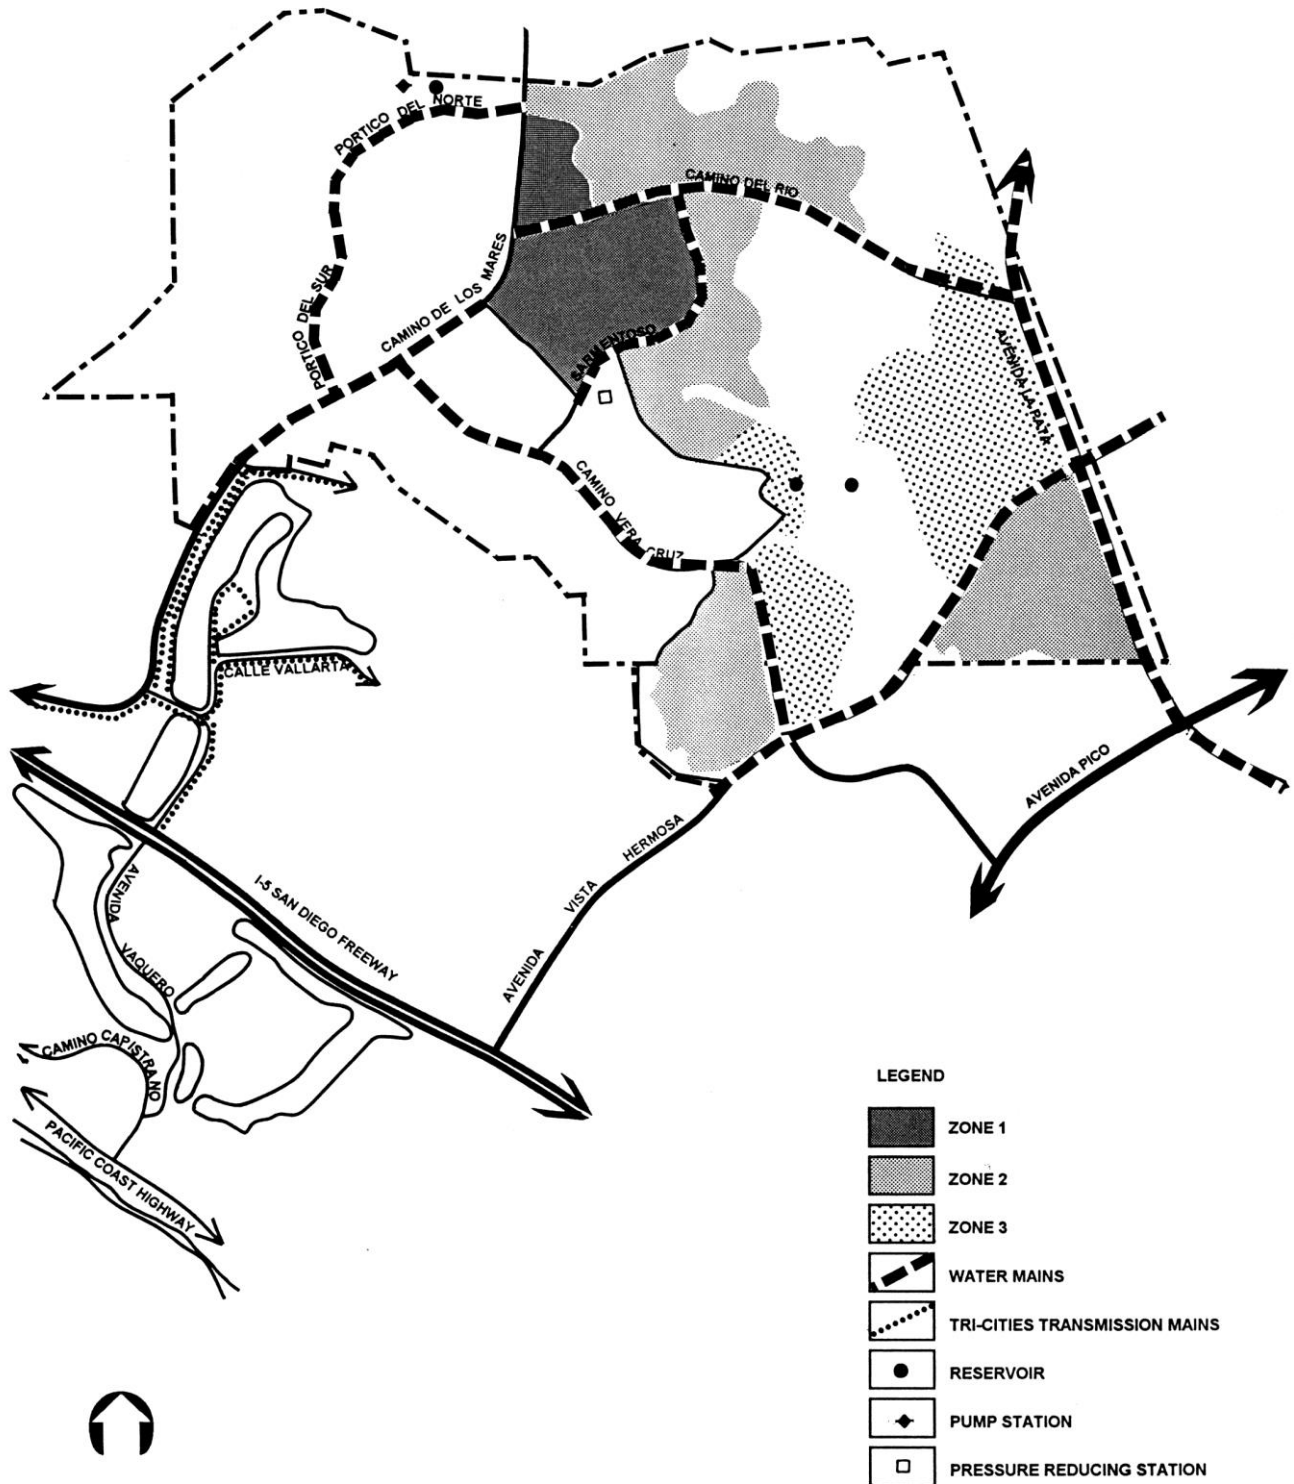 PORTICO DEL NORTE
CAMINO DEL RIO
PORTICO DEL SUR
CAMINO DE LOS MARES
SARMENTOSO
AVENIDA LA PATA
CAMINO VERA CRUZ
CALLE VALLARTA
AVENIDA PICO
AVENIDA VISTA HERMOSA
I-5 SAN DIEGO FREEWAY
AVENIDA VAQUERO
CAMINO CAPISTRANO
PACIFIC COAST HIGHWAY
LEGEND
ZONE 1
ZONE 2
ZONE 3
WATER MAINS
TRI-CITIES TRANSMISSION MAINS
RESERVOIR
PUMP STATION
PRESSURE REDUCING STATION